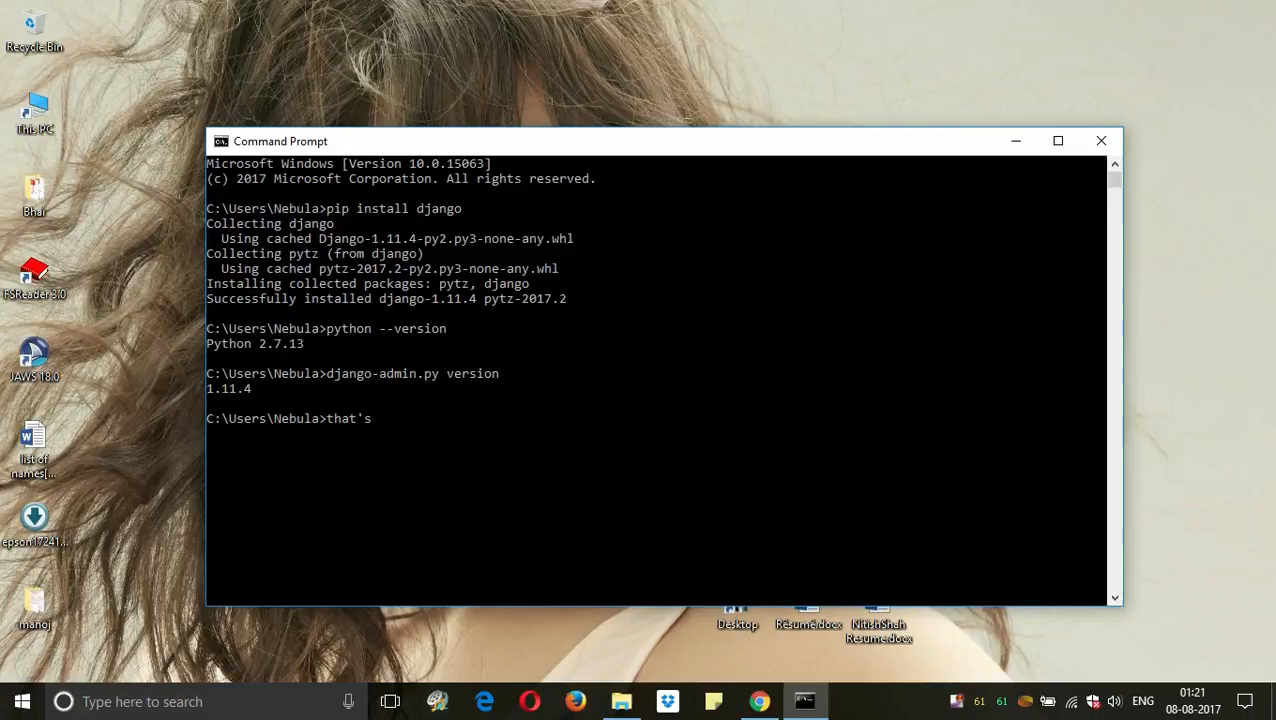 Recycle Bin
This PC
Bhai
FSReader 3.0
JAWS 18.0
list of
names[...
epson17241...
manoj
Command Prompt
Microsoft Windows [Version 10.0.15063]
(c) 2017 Microsoft Corporation. All rights reserved.
C:\Users\Nebula>pip install django
Collecting django
Using cached Django-1.11.4-py2.py3-none-any.whl
Collecting pytz (from django)
Using cached pytz-2017.2-py2.py3-none-any.whl
Installing collected packages: pytz, django
Successfully installed django-1.11.4 pytz-2017.2
C:\Users\Nebula>python --version
Python 2.7.13
C:\Users\Nebula>django-admin.py version
1.11.4
C:\Users\Nebula>that's
Desktop
Resume.docx
NitishShah
Resume.docx
Type here to search
61
61
ENG
01:21
08-08-2017